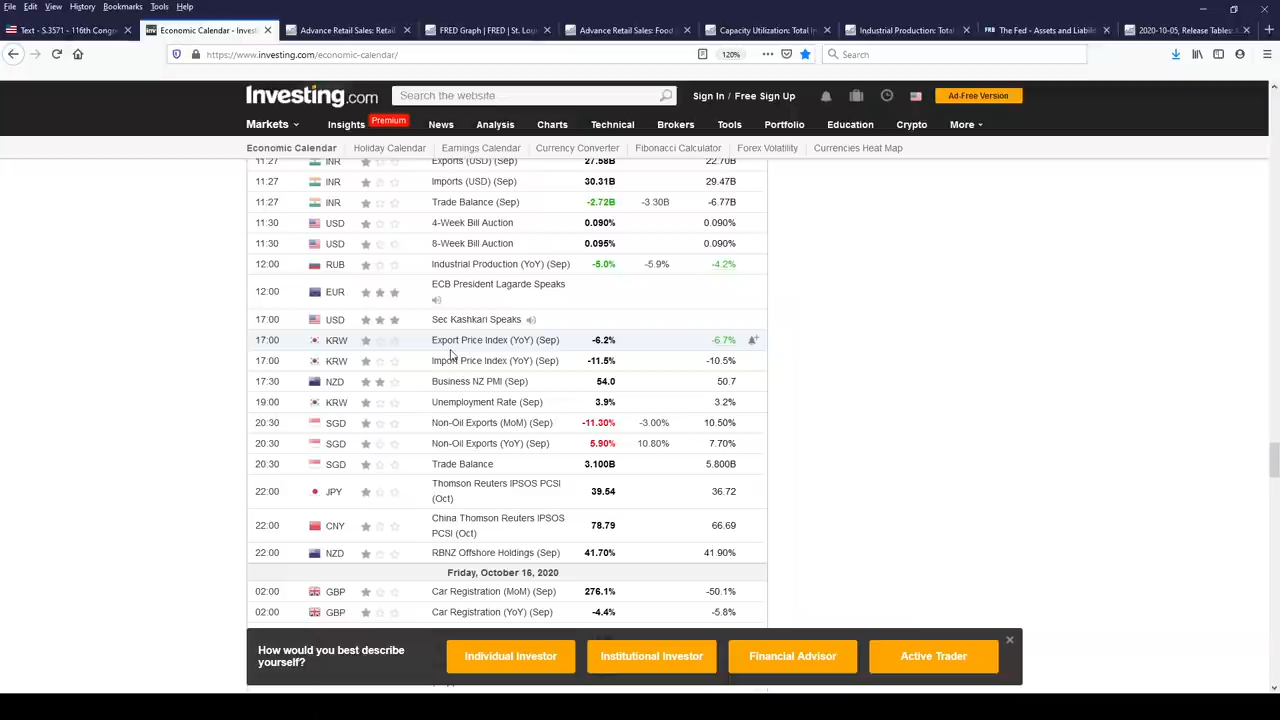 File Edit View History Bookmarks Tools Help
Text - S.3571 - 116th Congr
Economic Calendar - Investi
Advance Retail Sales: Retail
FRED Graph | FRED | St. Lou
Advance Retail Sales: Food
Capacity Utilization: Total In
Industrial Production: Total
The Fed - Assets and Liabilit
2020-10-05, Release Tables:
https://www.investing.com/economic-calendar/
120%
Search
Investing.com
Search the website
Sign In / Free Sign Up
Ad-Free Version
Markets Insights Premium News Analysis Charts Technical Brokers Tools Portfolio Education Crypto More
Economic Calendar Holiday Calendar Earnings Calendar Currency Converter Fibonacci Calculator Forex Volatility Currencies Heat Map
11:27 INR Exports (USD) (Sep) 27.58B 22.70B
11:27 INR Imports (USD) (Sep) 30.31B 29.47B
11:27 INR Trade Balance (Sep) -2.72B -3.30B -6.77B
11:30 USD 4-Week Bill Auction 0.090% 0.090%
11:30 USD 8-Week Bill Auction 0.095% 0.090%
12:00 RUB Industrial Production (YoY) (Sep) -5.0% -5.9% -4.2%
12:00 EUR ECB President Lagarde Speaks
17:00 USD Sec Kashkari Speaks
17:00 KRW Export Price Index (YoY) (Sep) -6.2% -6.7%
17:00 KRW Import Price Index (YoY) (Sep) -11.5% -10.5%
17:30 NZD Business NZ PMI (Sep) 54.0 50.7
19:00 KRW Unemployment Rate (Sep) 3.9% 3.2%
20:30 SGD Non-Oil Exports (MoM) (Sep) -11.30% -3.00% 10.50%
20:30 SGD Non-Oil Exports (YoY) (Sep) 5.90% 10.80% 7.70%
20:30 SGD Trade Balance 3.100B 5.800B
22:00 JPY Thomson Reuters IPSOS PCSI (Oct) 39.54 36.72
22:00 CNY China Thomson Reuters IPSOS PCSI (Oct) 78.79 66.69
22:00 NZD RBNZ Offshore Holdings (Sep) 41.70% 41.90%
Friday, October 16, 2020
02:00 GBP Car Registration (MoM) (Sep) 276.1% -50.1%
02:00 GBP Car Registration (YoY) (Sep) -4.4% -5.8%
How would you best describe
yourself?
Individual Investor
Institutional Investor
Financial Advisor
Active Trader